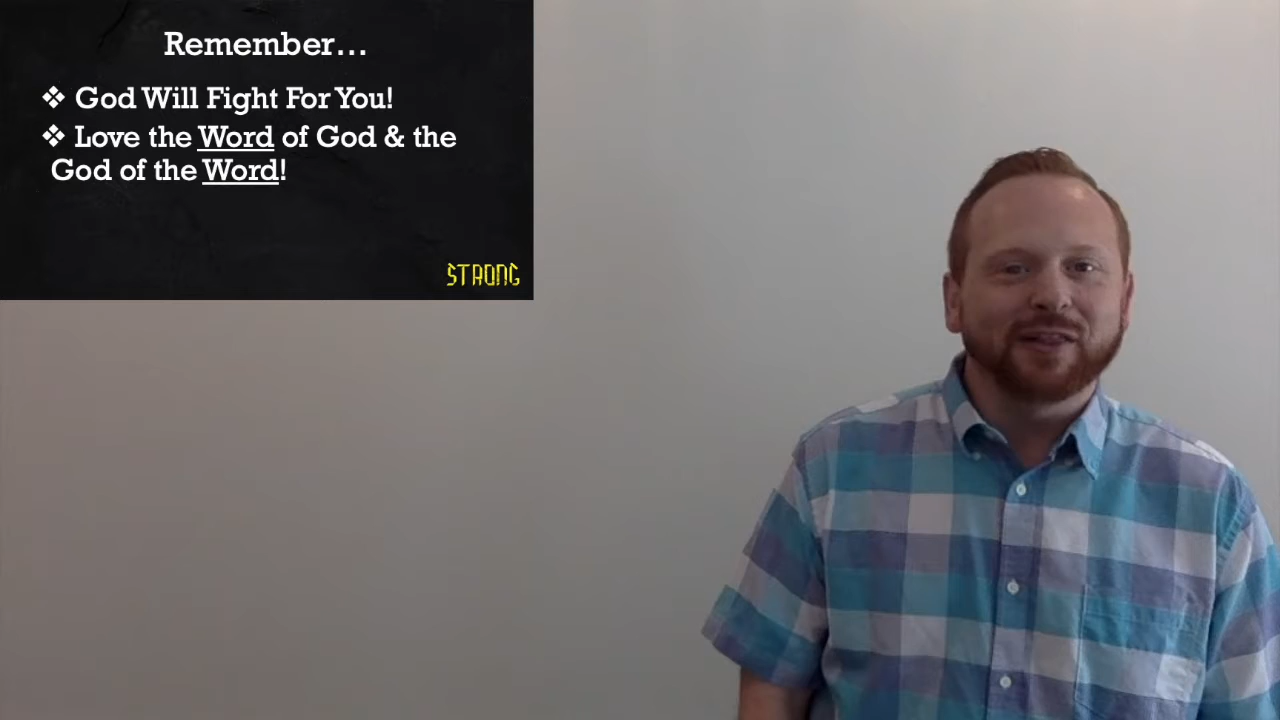 Remember...
❖ God Will Fight For You!
❖ Love the Word of God & the
God of the Word!
STRONG